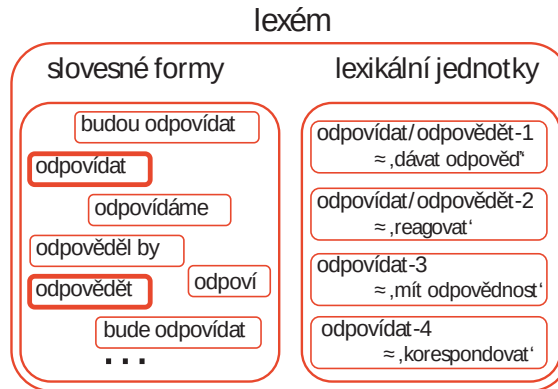 lexém
slovesné formy
budou odpovídat
odpovídat
odpovídáme
odpověděl by
odpoví
odpovědět
bude odpovídat
...
lexikální jednotky
odpovídat/odpovědět-1
≈ ‚dávat odpověď‘
odpovídat/odpovědět-2
≈ ‚reagovat‘
odpovídat-3
≈ ‚mít odpovědnost‘
odpovídat-4
≈ ‚korespondovat‘